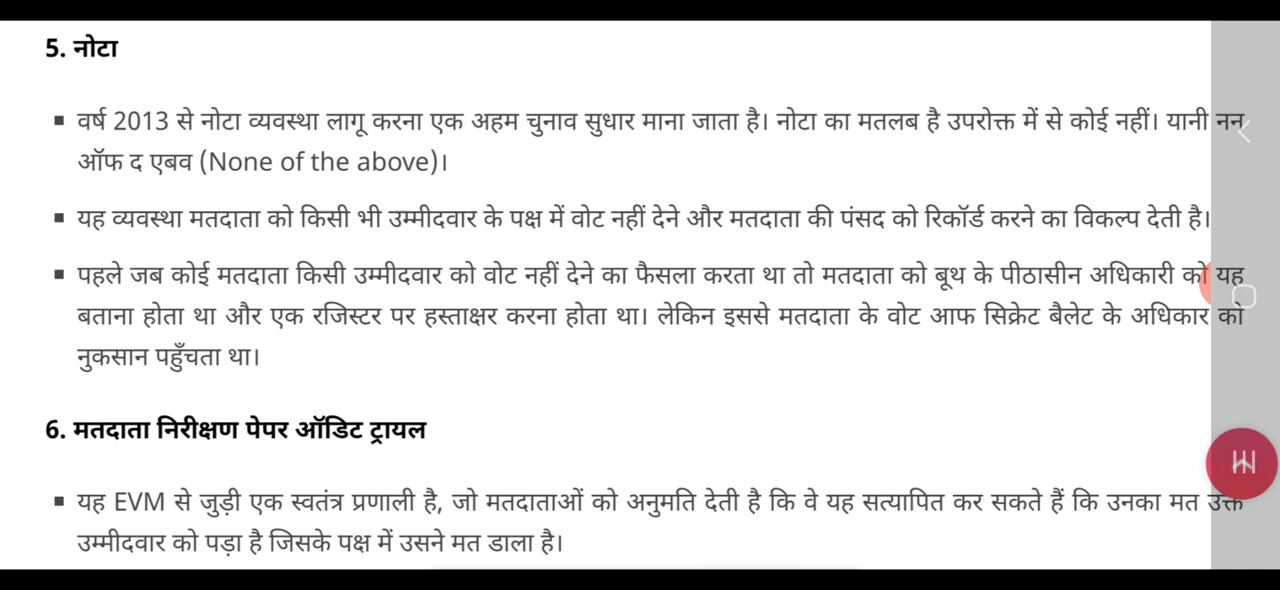 5. नोटा
▪ वर्ष 2013 से नोटा व्यवस्था लागू करना एक अहम चुनाव सुधार माना जाता है। नोटा का मतलब है उपरोक्त में से कोई नहीं। यानी नन
ऑफ द एबव (None of the above)।
▪ यह व्यवस्था मतदाता को किसी भी उम्मीदवार के पक्ष में वोट नहीं देने और मतदाता की पंसद को रिकॉर्ड करने का विकल्प देती है।
▪ पहले जब कोई मतदाता किसी उम्मीदवार को वोट नहीं देने का फैसला करता था तो मतदाता को बूथ के पीठासीन अधिकारी को यह
बताना होता था और एक रजिस्टर पर हस्ताक्षर करना होता था। लेकिन इससे मतदाता के वोट आफ सिक्रेट बैलेट के अधिकार को
नुकसान पहुँचता था।
6. मतदाता निरीक्षण पेपर ऑडिट ट्रायल
▪ यह EVM से जुड़ी एक स्वतंत्र प्रणाली है, जो मतदाताओं को अनुमति देती है कि वे यह सत्यापित कर सकते हैं कि उनका मत उक्त
उम्मीदवार को पड़ा है जिसके पक्ष में उसने मत डाला है।